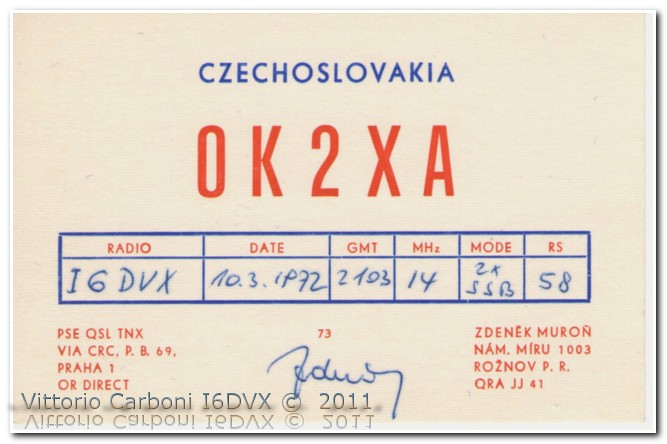 CZECHOSLOVAKIA
OK2XA
RADIO DATE GMT MHz MODE RS
I6DVX 10.3.1972 2103 14 2x SSB 58
PSE QSL TNX
VIA CRC, P. B. 69,
PRAHA 1
OR DIRECT
73
Zdeněk
ZDENĚK MUROŇ
NÁM. MÍRU 1003
ROŽNOV P. R.
QRA JJ 41
Vittorio Carboni I6DVX © 2011.